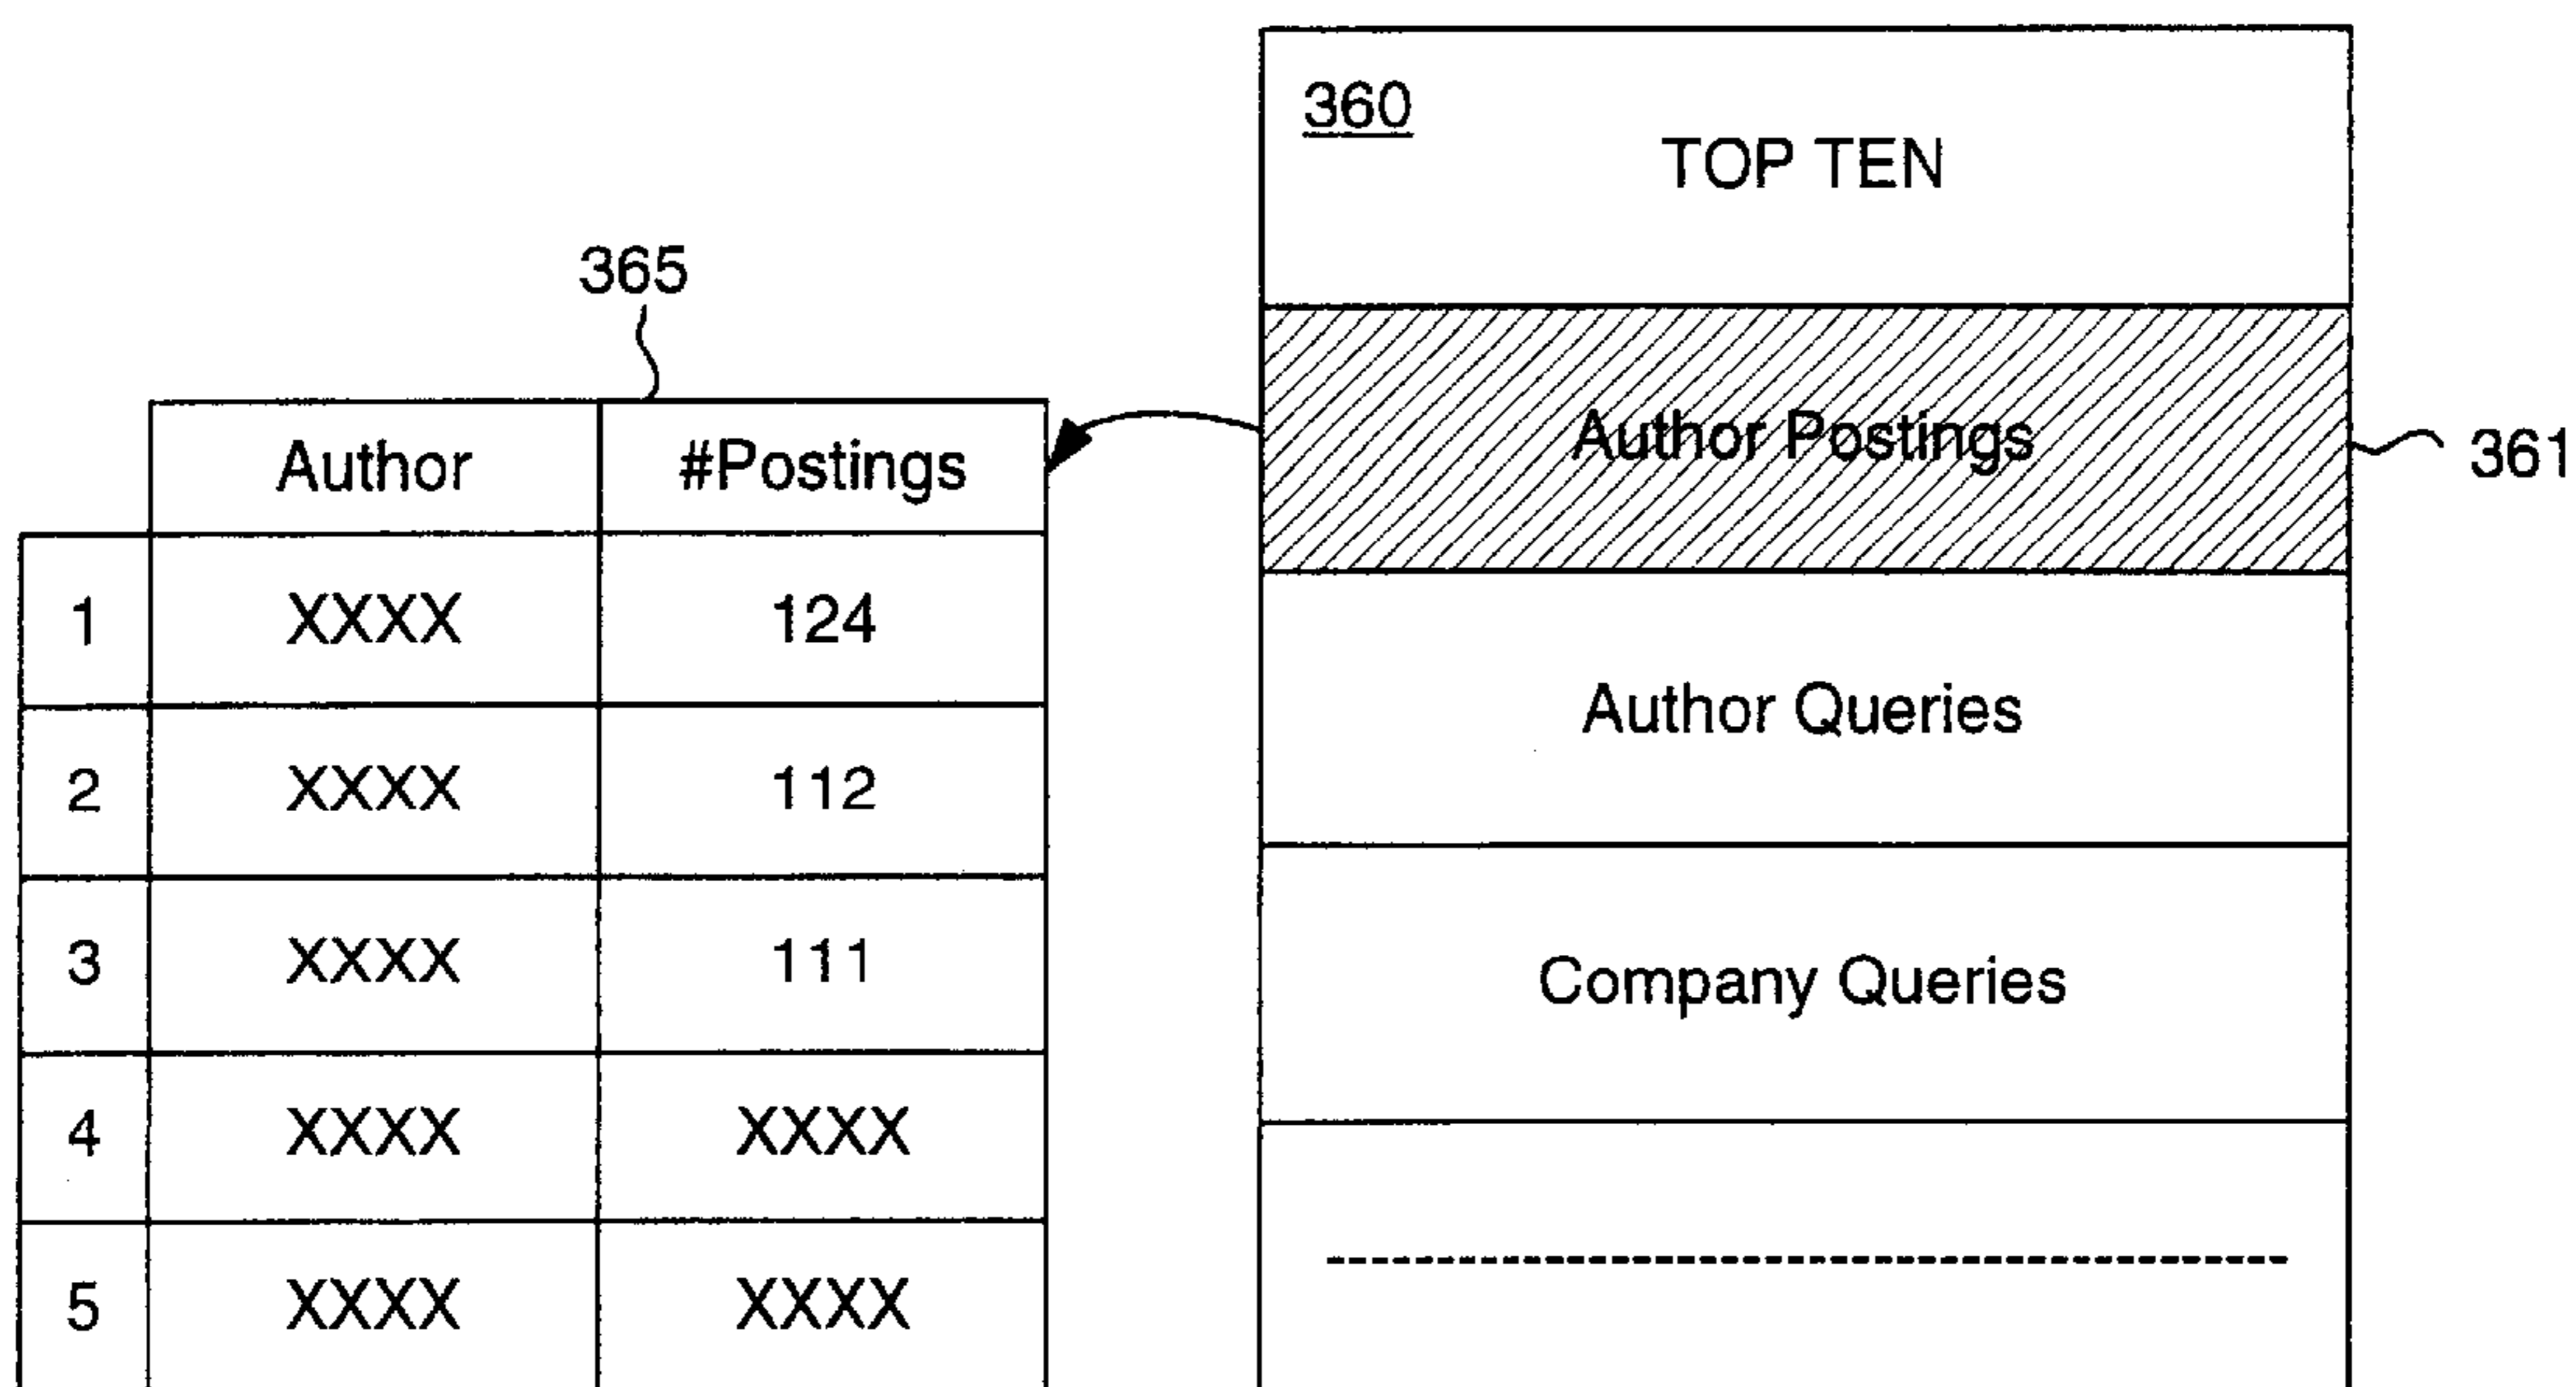 360
TOP TEN
365
Author Postings
361
Author #Postings
1 XXXX 124
2 XXXX 112
3 XXXX 111
4 XXXX XXXX
5 XXXX XXXX
Author Queries
Company Queries